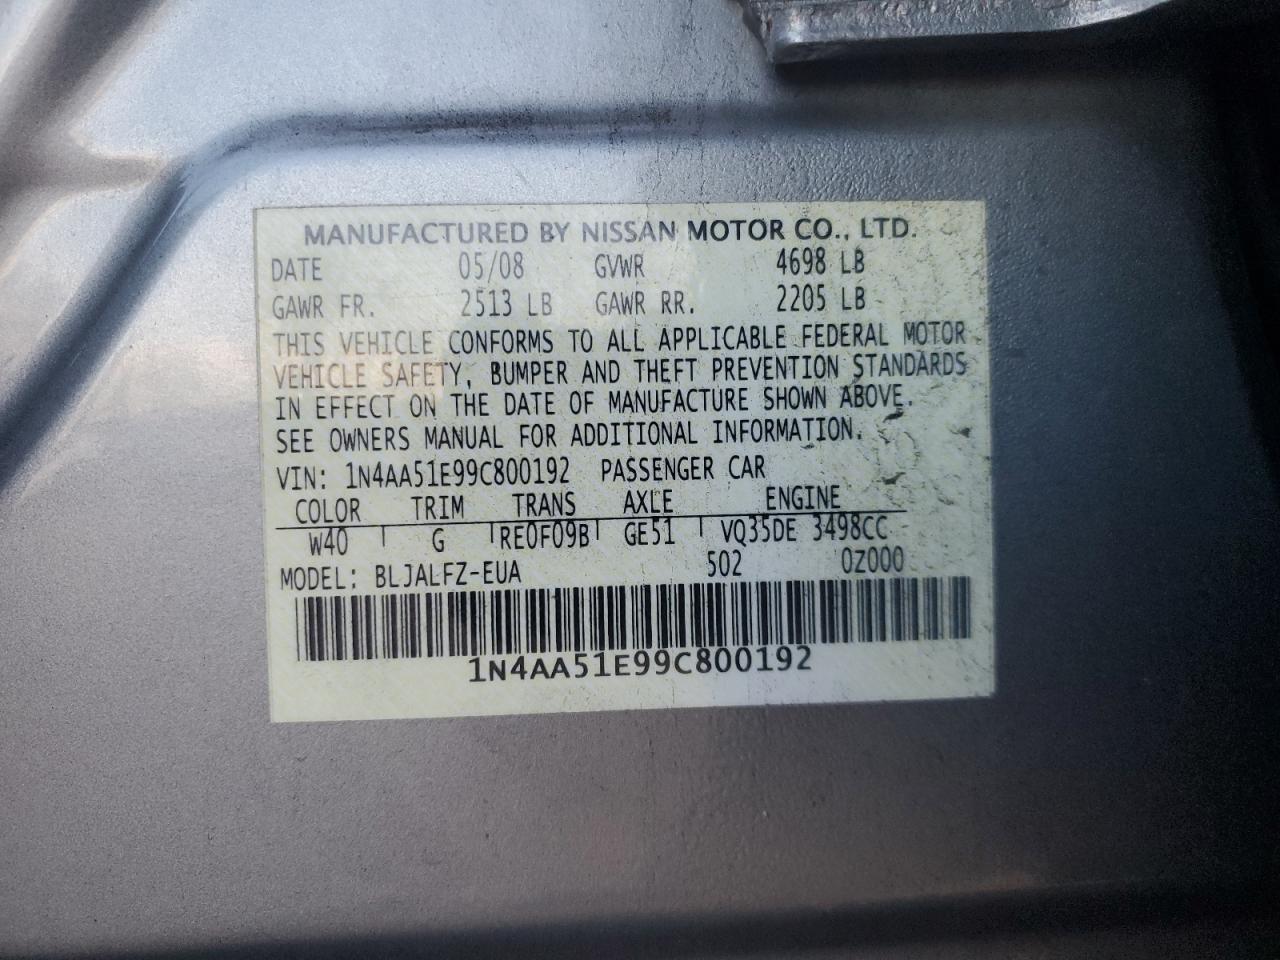 MANUFACTURED BY NISSAN MOTOR CO., LTD.
DATE 05/08 GVWR 4698 LB
GAWR FR. 2513 LB GAWR RR. 2205 LB
THIS VEHICLE CONFORMS TO ALL APPLICABLE FEDERAL MOTOR
VEHICLE SAFETY, BUMPER AND THEFT PREVENTION STANDARDS
IN EFFECT ON THE DATE OF MANUFACTURE SHOWN ABOVE.
SEE OWNERS MANUAL FOR ADDITIONAL INFORMATION.
VIN: 1N4AA51E99C800192 PASSENGER CAR
COLOR TRIM TRANS AXLE ENGINE
W40 G RE0F09B GE51 VQ35DE 3498CC
MODEL: BLJALFZ-EUA 502 0Z000
1N4AA51E99C800192